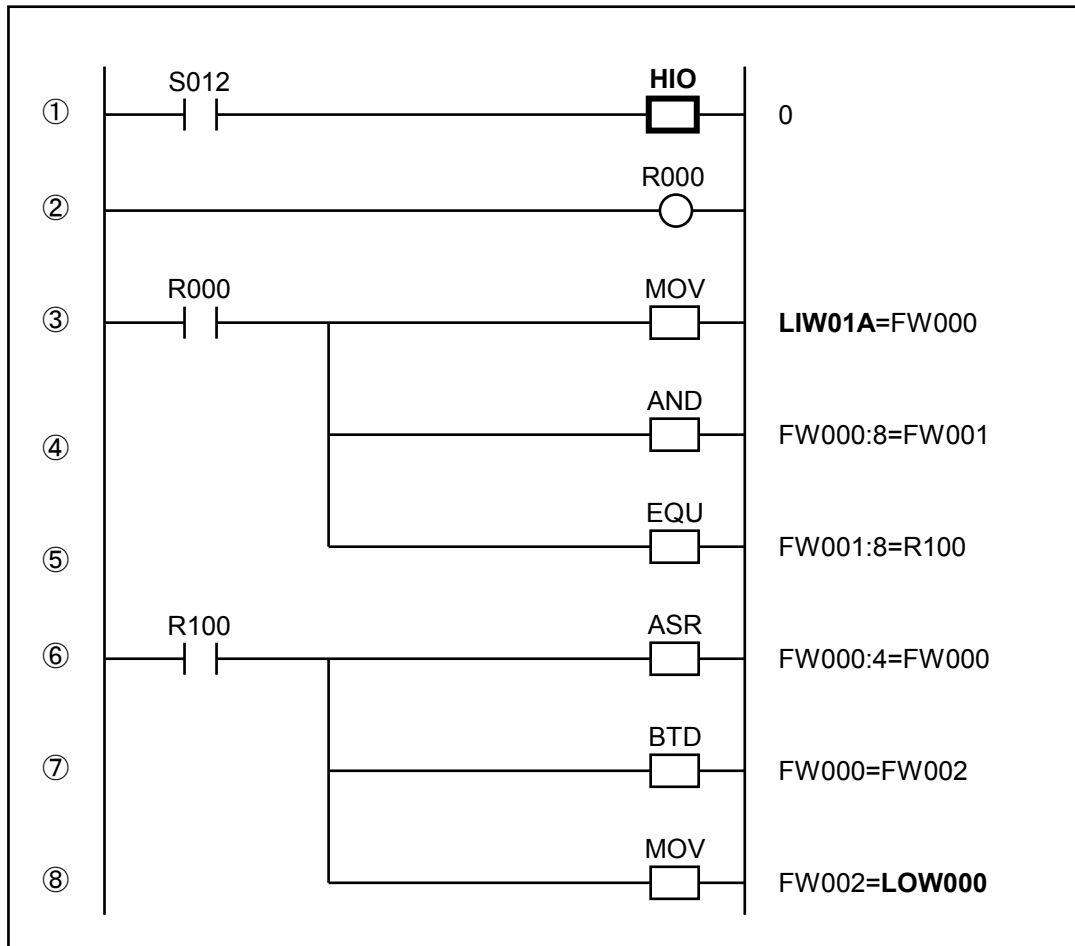 S012 HIO
① 0
R000
②
R000 MOV
③ LIW01A=FW000
AND
④ FW000:8=FW001
EQU
⑤ FW001:8=R100
R100 ASR
⑥ FW000:4=FW000
BTD
⑦ FW000=FW002
MOV
⑧ FW002=LOW000